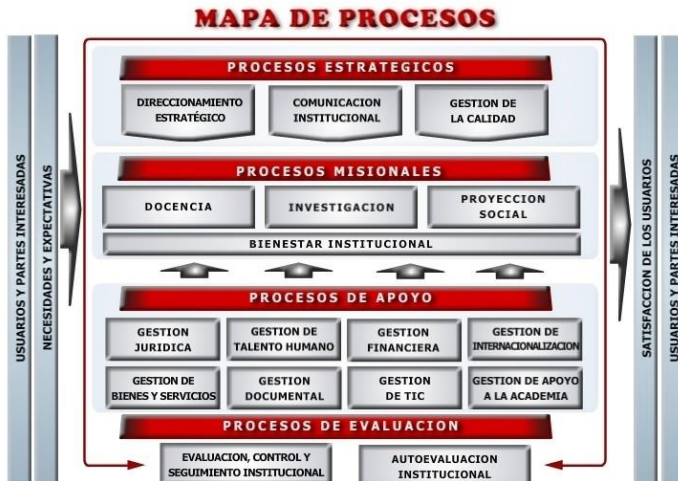 MAPA DE PROCESOS
USUARIOS Y PARTES INTERESADAS
NECESIDADES Y EXPECTATIVAS
PROCESOS ESTRATEGICOS
DIRECCIONAMIENTO
ESTRATÉGICO
COMUNICACION
INSTITUCIONAL
GESTION DE
LA CALIDAD
PROCESOS MISIONALES
DOCENCIA
INVESTIGACION
PROYECCION
SOCIAL
BIENESTAR INSTITUCIONAL
PROCESOS DE APOYO
GESTION
JURIDICA
GESTION DE
TALENTO HUMANO
GESTION
FINANCIERA
GESTION DE
INTERNACIONALIZACION
GESTION DE
BIENES Y SERVICIOS
GESTION
DOCUMENTAL
GESTION
DE TIC
GESTION DE APOYO
A LA ACADEMIA
PROCESOS DE EVALUACION
EVALUACION, CONTROL Y
SEGUIMIENTO INSTITUCIONAL
AUTOEVALUACION
INSTITUCIONAL
SATISFACCION DE LOS USUARIOS
USUARIOS Y PARTES INTERESADAS